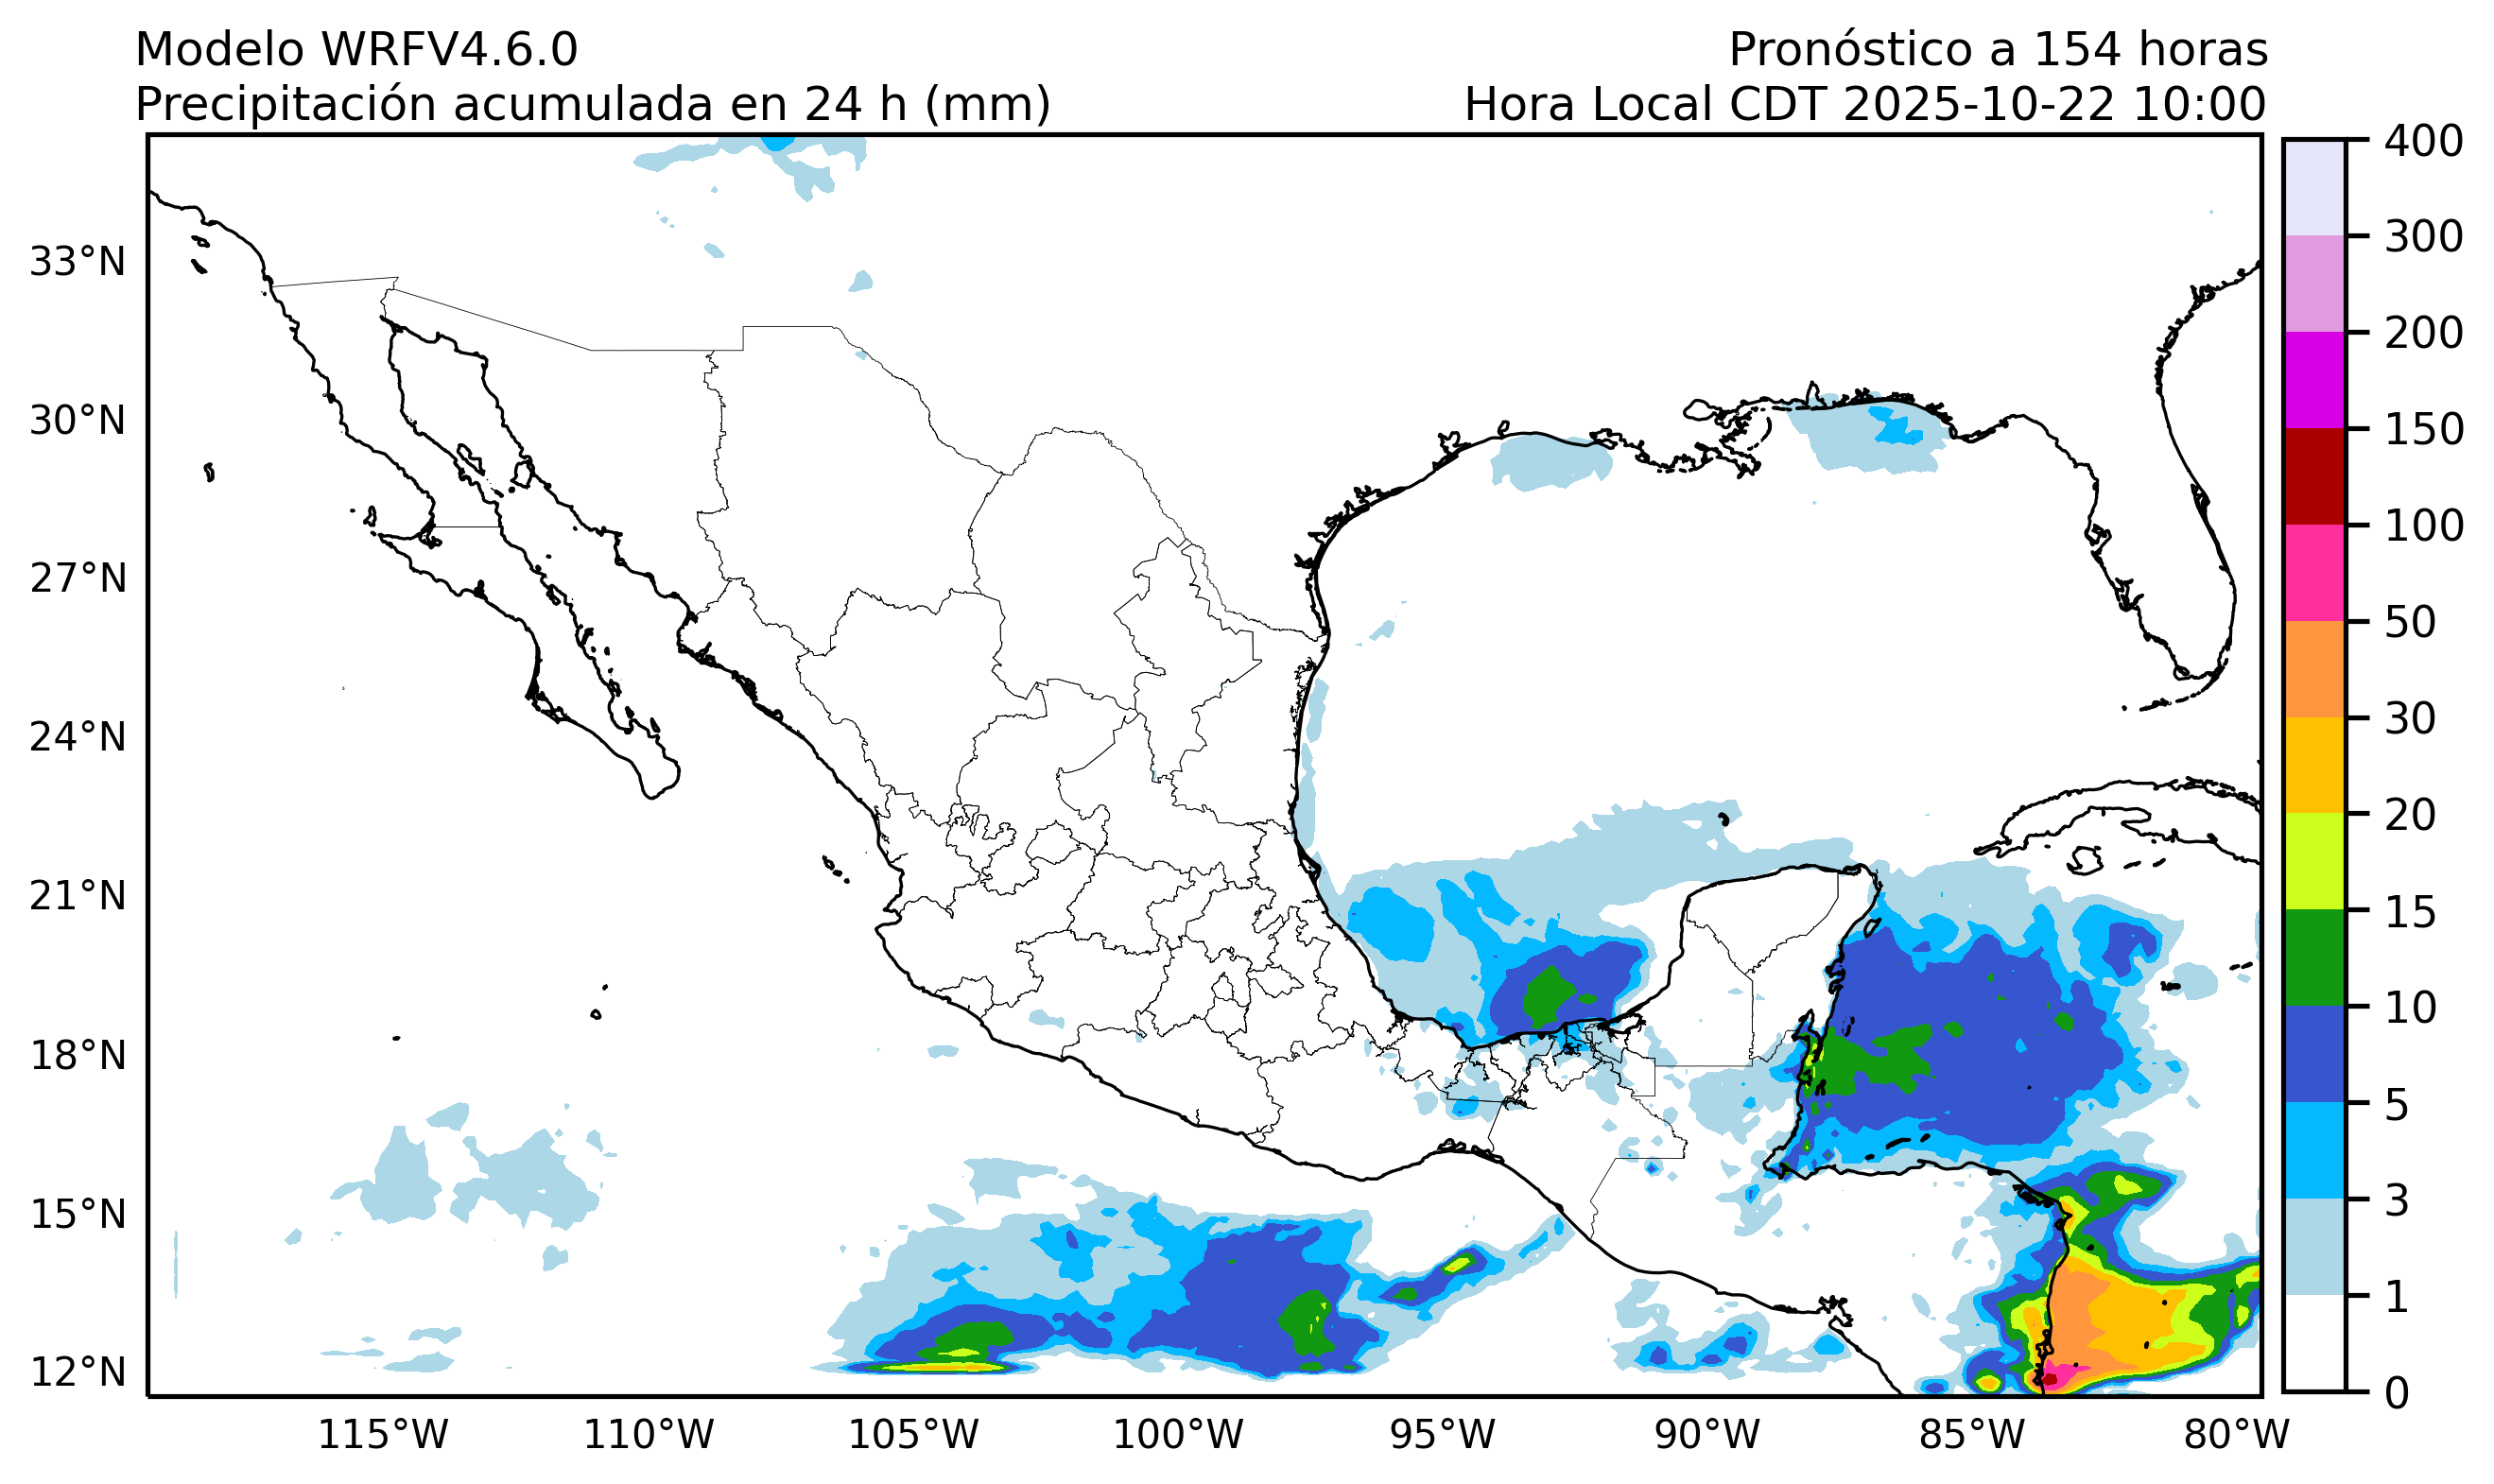 Modelo WRFV4.6.0
Pronóstico a 154 horas
Precipitación acumulada en 24 h (mm)
Hora Local CDT 2025-10-22 10:00
400
300
200
150
100
50
30
20
15
10
5
3
1
0
33°N
30°N
27°N
24°N
21°N
18°N
15°N
12°N
115°W
110°W
105°W
100°W
95°W
90°W
85°W
80°W